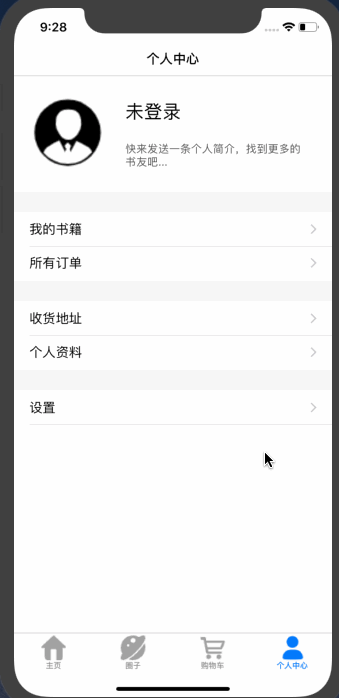 9:28
个人中心
未登录
快来发送一条个人简介，找到更多的
书友吧...
我的书籍
所有订单
收货地址
个人资料
设置
主页
圈子
购物车
个人中心